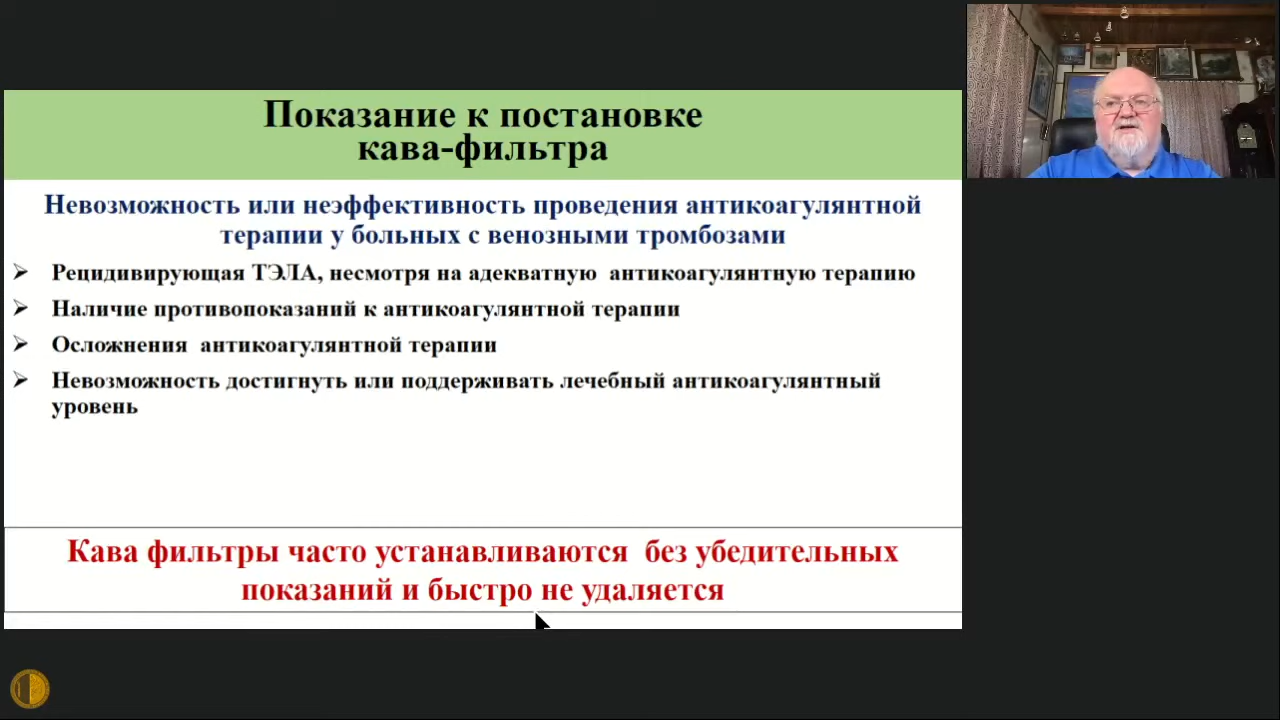 Показание к постановке
кава-фильтра
Невозможность или неэффективность проведения антикоагулянтной
терапии у больных с венозными тромбозами
Рецидивирующая ТЭЛА, несмотря на адекватную антикоагулянтную терапию
Наличие противопоказаний к антикоагулянтной терапии
Осложнения антикоагулянтной терапии
Невозможность достигнуть или поддерживать лечебный антикоагулянтный
уровень
Кава фильтры часто устанавливаются без убедительных
показаний и быстро не удаляется